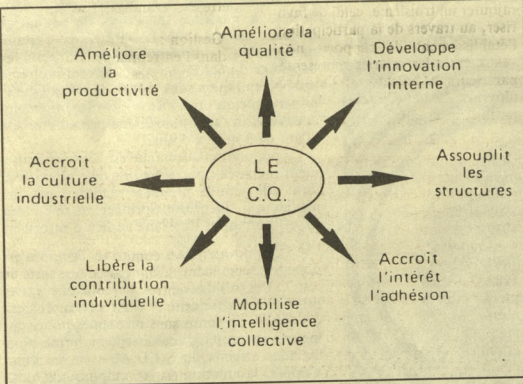 Améliore
la
productivité
Améliore la
qualité
Développe
l'innovation
interne
Accroît
la culture
industrielle
LE
C.Q.
Assouplit
les
structures
Libère la
contribution
individuelle
Mobilise
l'intelligence
collective
Accroît
l'intérêt
l'adhésion